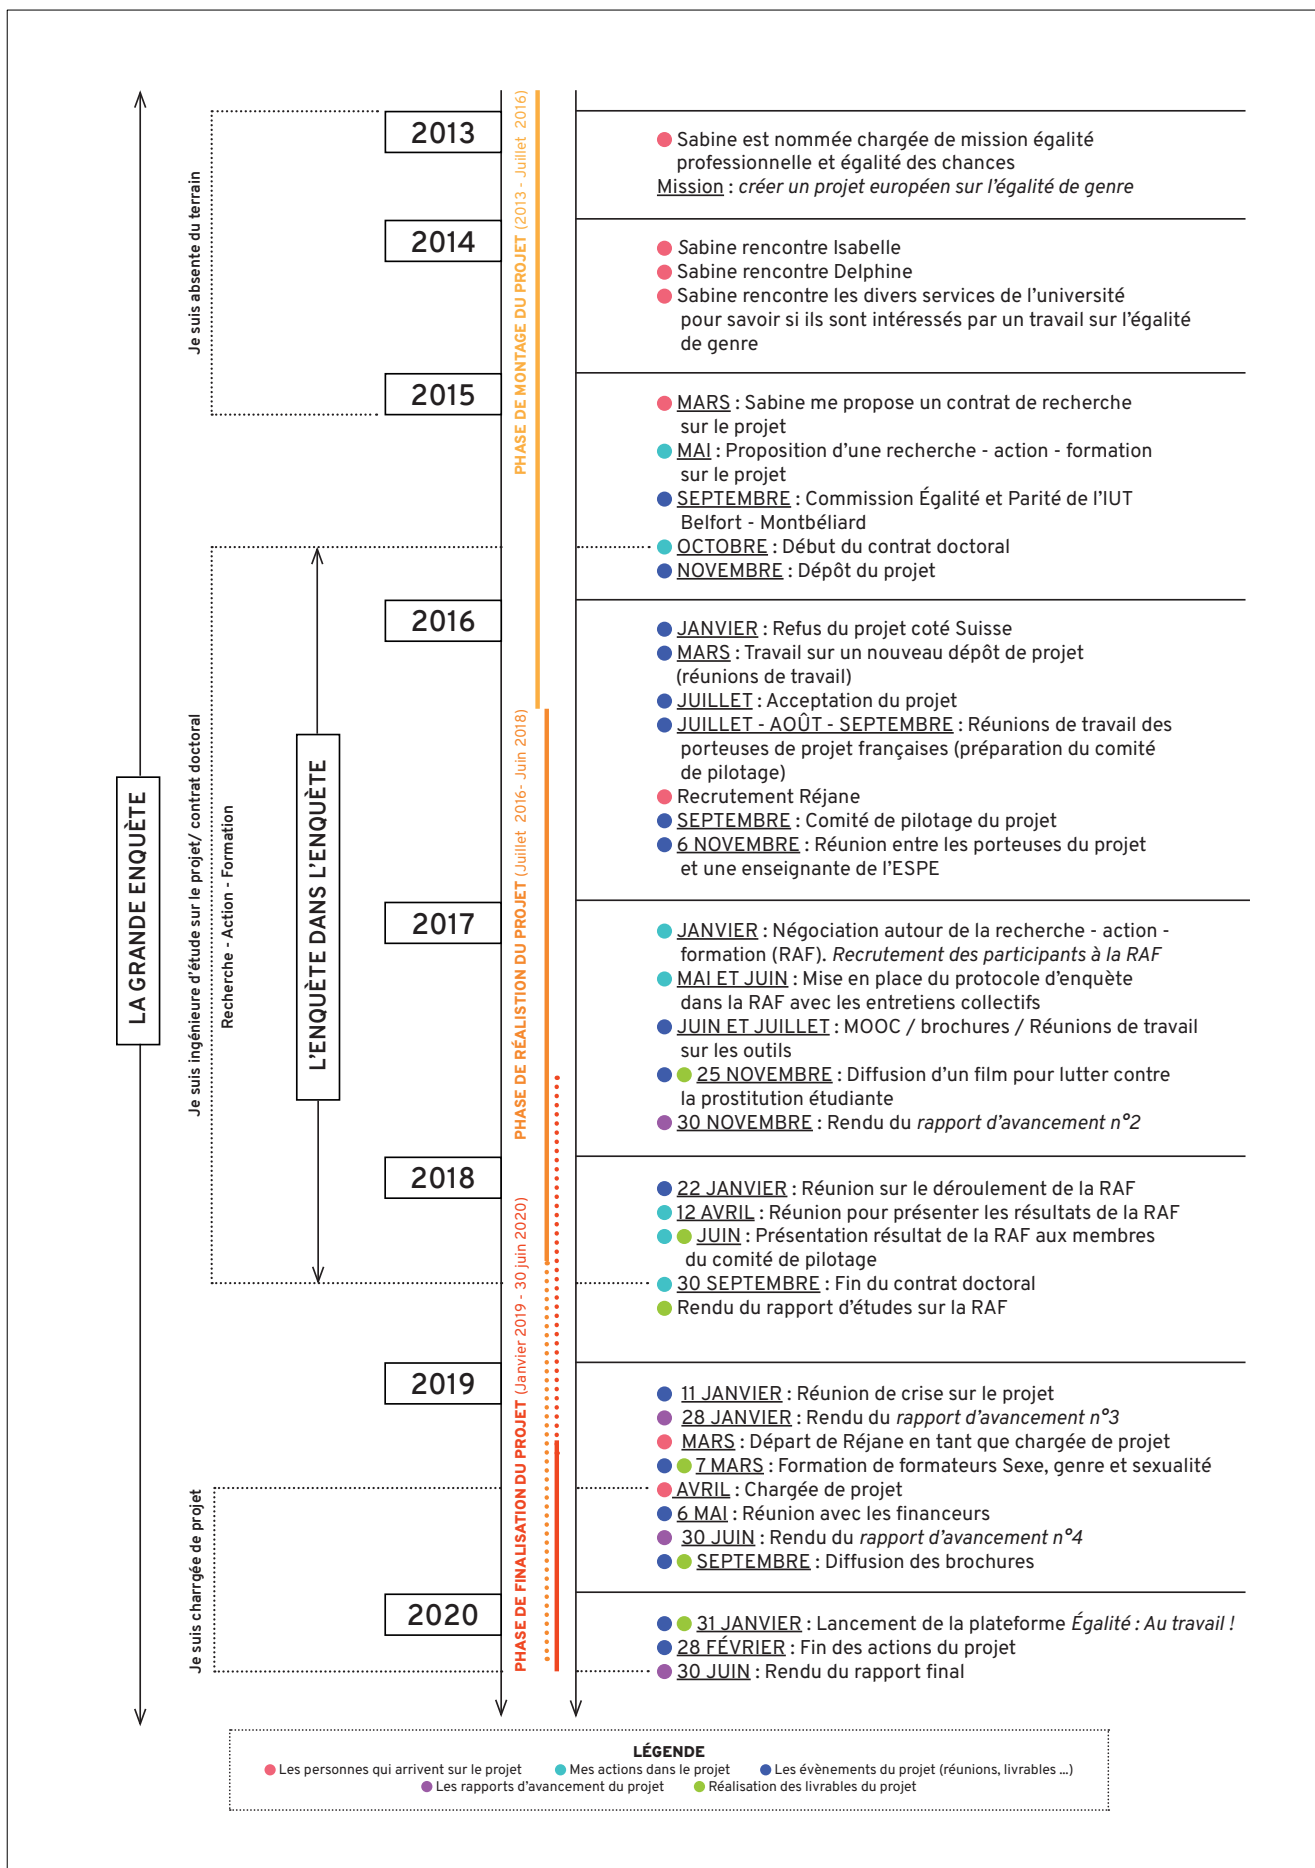 2013
Sabine est nommée chargée de mission égalité
professionnelle et égalité des chances
Mission : créer un projet européen sur l'égalité de genre
2014
Sabine rencontre Isabelle
Sabine rencontre Delphine
Sabine rencontre les divers services de l'université
pour savoir si ils sont intéressés par un travail sur l'égalité
de genre
2015
MARS : Sabine me propose un contrat de recherche
sur le projet
MAI : Proposition d'une recherche - action - formation
sur le projet
SEPTEMBRE : Commission Égalité et Parité de l'IUT
Belfort - Montbéliard
OCTOBRE : Début du contrat doctoral
NOVEMBRE : Dépôt du projet
2016
JANVIER : Refus du projet coté Suisse
MARS : Travail sur un nouveau dépôt de projet
(réunions de travail)
JUILLET : Acceptation du projet
JUILLET - AOÛT - SEPTEMBRE : Réunions de travail des
porteuses de projet françaises (préparation du comité
de pilotage)
Recrutement Réjane
SEPTEMBRE : Comité de pilotage du projet
6 NOVEMBRE : Réunion entre les porteuses du projet
et une enseignante de l'ESPE
2017
JANVIER : Négociation autour de la recherche - action -
formation (RAF). Recrutement des participants à la RAF
MAI ET JUIN : Mise en place du protocole d'enquète
dans la RAF avec les entretiens collectifs
JUIN ET JUILLET : MOOC / brochures / Réunions de travail
sur les outils
25 NOVEMBRE : Diffusion d'un film pour lutter contre
la prostitution étudiante
30 NOVEMBRE : Rendu du rapport d'avancement n°2
2018
22 JANVIER : Réunion sur le déroulement de la RAF
12 AVRIL : Réunion pour présenter les résultats de la RAF
JUIN : Présentation résultat de la RAF aux membres
du comité de pilotage
30 SEPTEMBRE : Fin du contrat doctoral
Rendu du rapport d'études sur la RAF
2019
11 JANVIER : Réunion de crise sur le projet
28 JANVIER : Rendu du rapport d'avancement n°3
MARS : Départ de Réjane en tant que chargée de projet
7 MARS : Formation de formateurs Sexe, genre et sexualité
AVRIL : Chargée de projet
6 MAI : Réunion avec les financeurs
30 JUIN : Rendu du rapport d'avancement n°4
SEPTEMBRE : Diffusion des brochures
2020
31 JANVIER : Lancement de la plateforme Égalité : Au travail !
28 FÉVRIER : Fin des actions du projet
30 JUIN : Rendu du rapport final
LA GRANDE ENQUÈTE
Je suis absente du terrain
Je suis ingénieure d'étude sur le projet/ contrat doctoral
Recherche - Action - Formation
L'ENQUÈTE DANS L'ENQUÈTE
Je suis charrgée de projet
PHASE DE MONTAGE DU PROJET (2013 - Juillet 2016)
PHASE DE RÉALISTION DU PROJET (Juillet 2016- Juin 2018)
PHASE DE FINALISATION DU PROJET (Janvier 2019 - 30 juin 2020)
LÉGENDE
Les personnes qui arrivent sur le projet
Mes actions dans le projet
Les évènements du projet (réunions, livrables ...)
Les rapports d'avancement du projet
Réalisation des livrables du projet